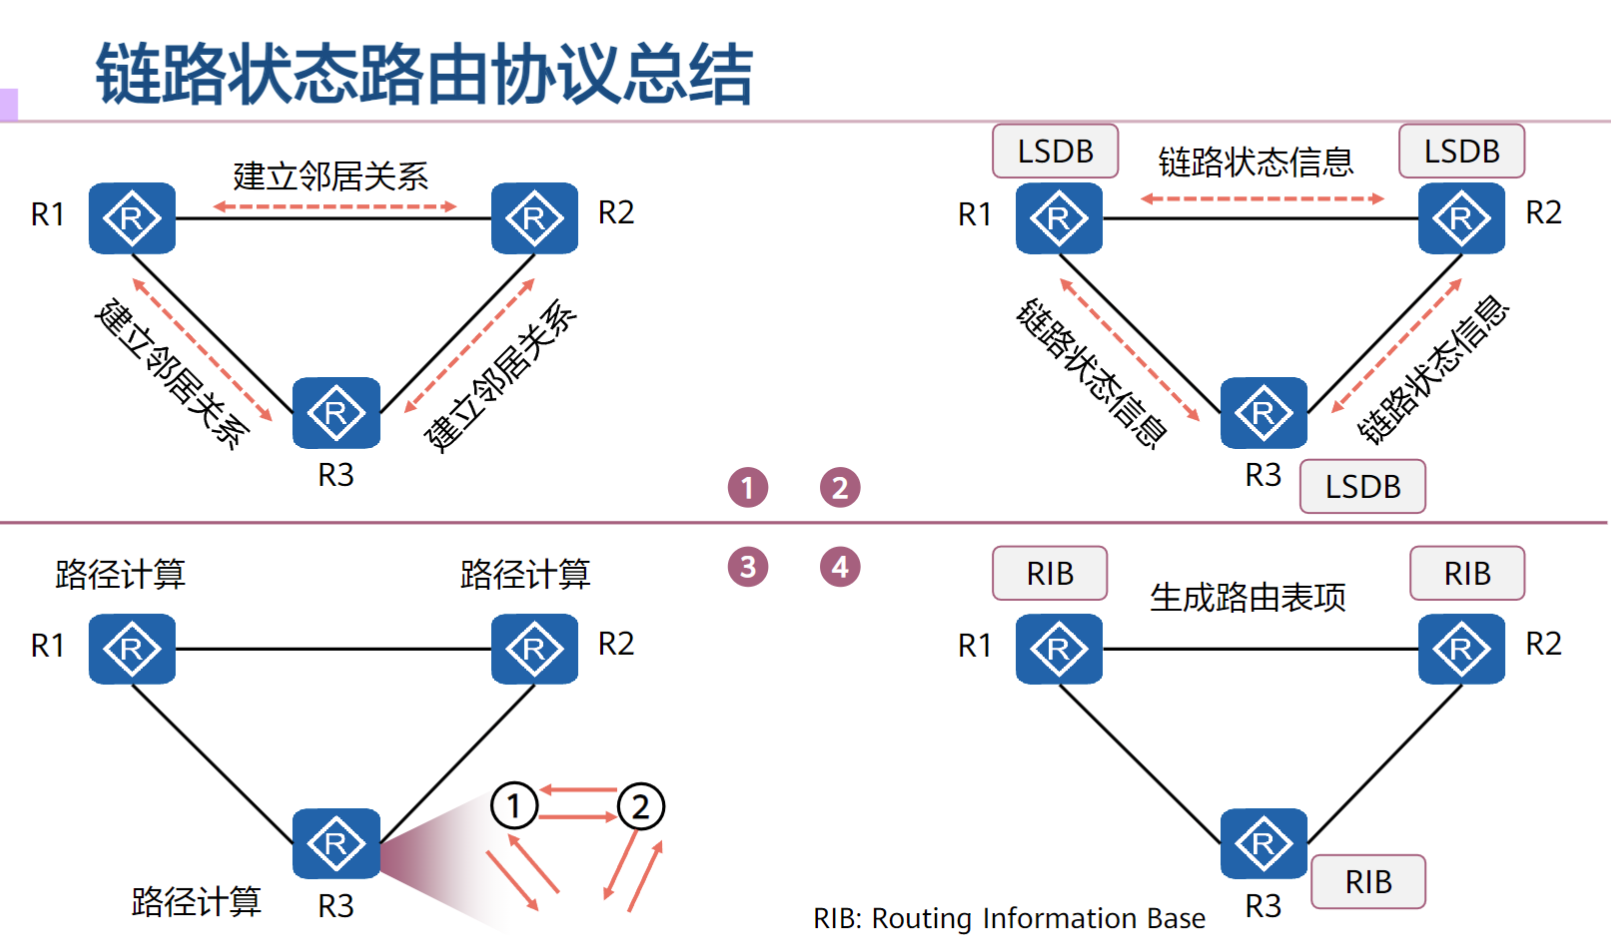 链路状态路由协议总结
建立邻居关系
R1
R
R
R2
建立邻居关系
建立邻居关系
R
R3
LSDB
链路状态信息
LSDB
R1
R
R
R2
链路状态信息
链路状态信息
R
R3
LSDB
1
2
3
4
路径计算
路径计算
R1
R
R
R2
R
1
2
路径计算
R3
RIB
生成路由表项
RIB
R1
R
R
R2
R
R3
RIB
RIB: Routing Information Base